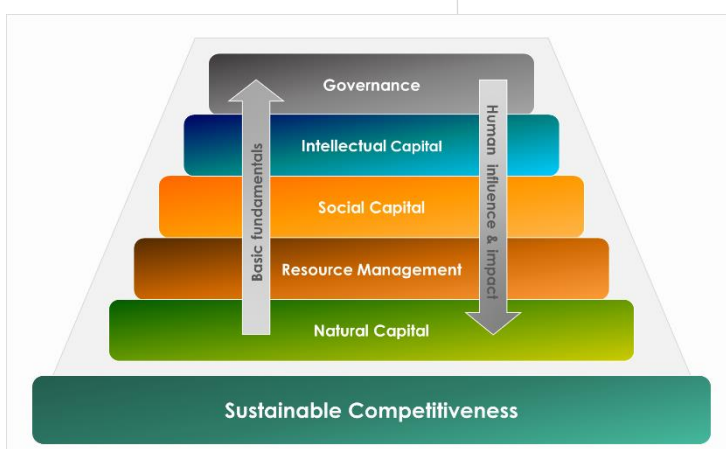 Governance
Intellectual Capital
Social Capital
Resource Management
Natural Capital
Basic fundamentals
Human influence & impact
Sustainable Competitiveness